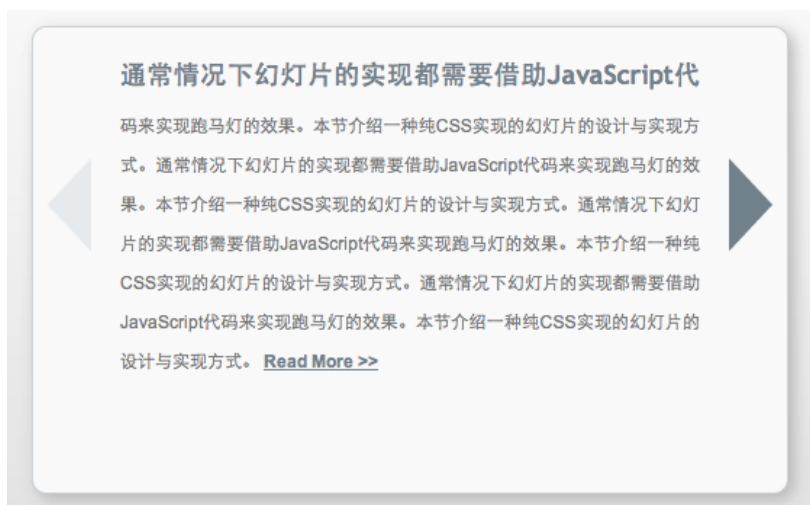 通常情况下幻灯片的实现都需要借助JavaScript代
码来实现跑马灯的效果。本节介绍一种纯CSS实现的幻灯片的设计与实现方
式。通常情况下幻灯片的实现都需要借助JavaScript代码来实现跑马灯的效
果。本节介绍一种纯CSS实现的幻灯片的设计与实现方式。通常情况下幻灯
片的实现都需要借助JavaScript代码来实现跑马灯的效果。本节介绍一种纯
CSS实现的幻灯片的设计与实现方式。通常情况下幻灯片的实现都需要借助
JavaScript代码来实现跑马灯的效果。本节介绍一种纯CSS实现的幻灯片的
设计与实现方式。 Read More >>